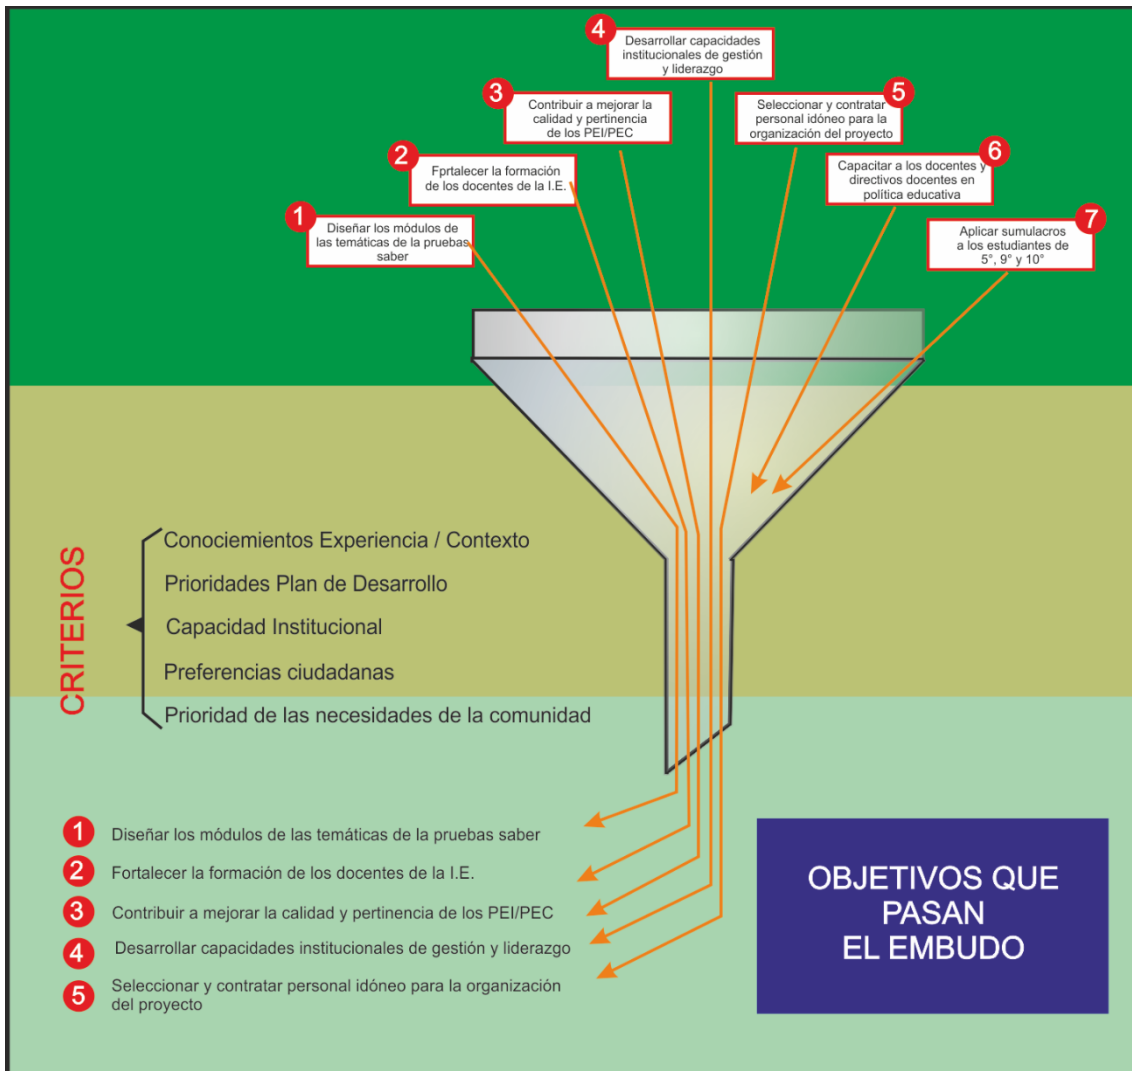 4
Desarrollar capacidades
institucionales de gestión
y liderazgo
3
Contribuir a mejorar la
calidad y pertinencia
de los PEI/PEC
5
Seleccionar y contratar
personal idóneo para la
organización del proyecto
2
Fprtalecer la formación
de los docentes de la I.E.
6
Capacitar a los docentes y
directivos docentes en
política educativa
1
Diseñar los módulos de
las temáticas de la pruebas
saber
7
Aplicar sumulacros
a los estudiantes de
5°, 9° y 10°
CRITERIOS
Conociemientos Experiencia / Contexto
Prioridades Plan de Desarrollo
Capacidad Institucional
Preferencias ciudadanas
Prioridad de las necesidades de la comunidad
1 Diseñar los módulos de las temáticas de la pruebas saber
2 Fortalecer la formación de los docentes de la I.E.
3 Contribuir a mejorar la calidad y pertinencia de los PEI/PEC
4 Desarrollar capacidades institucionales de gestión y liderazgo
5 Seleccionar y contratar personal idóneo para la organización
del proyecto
OBJETIVOS QUE
PASAN
EL EMBUDO